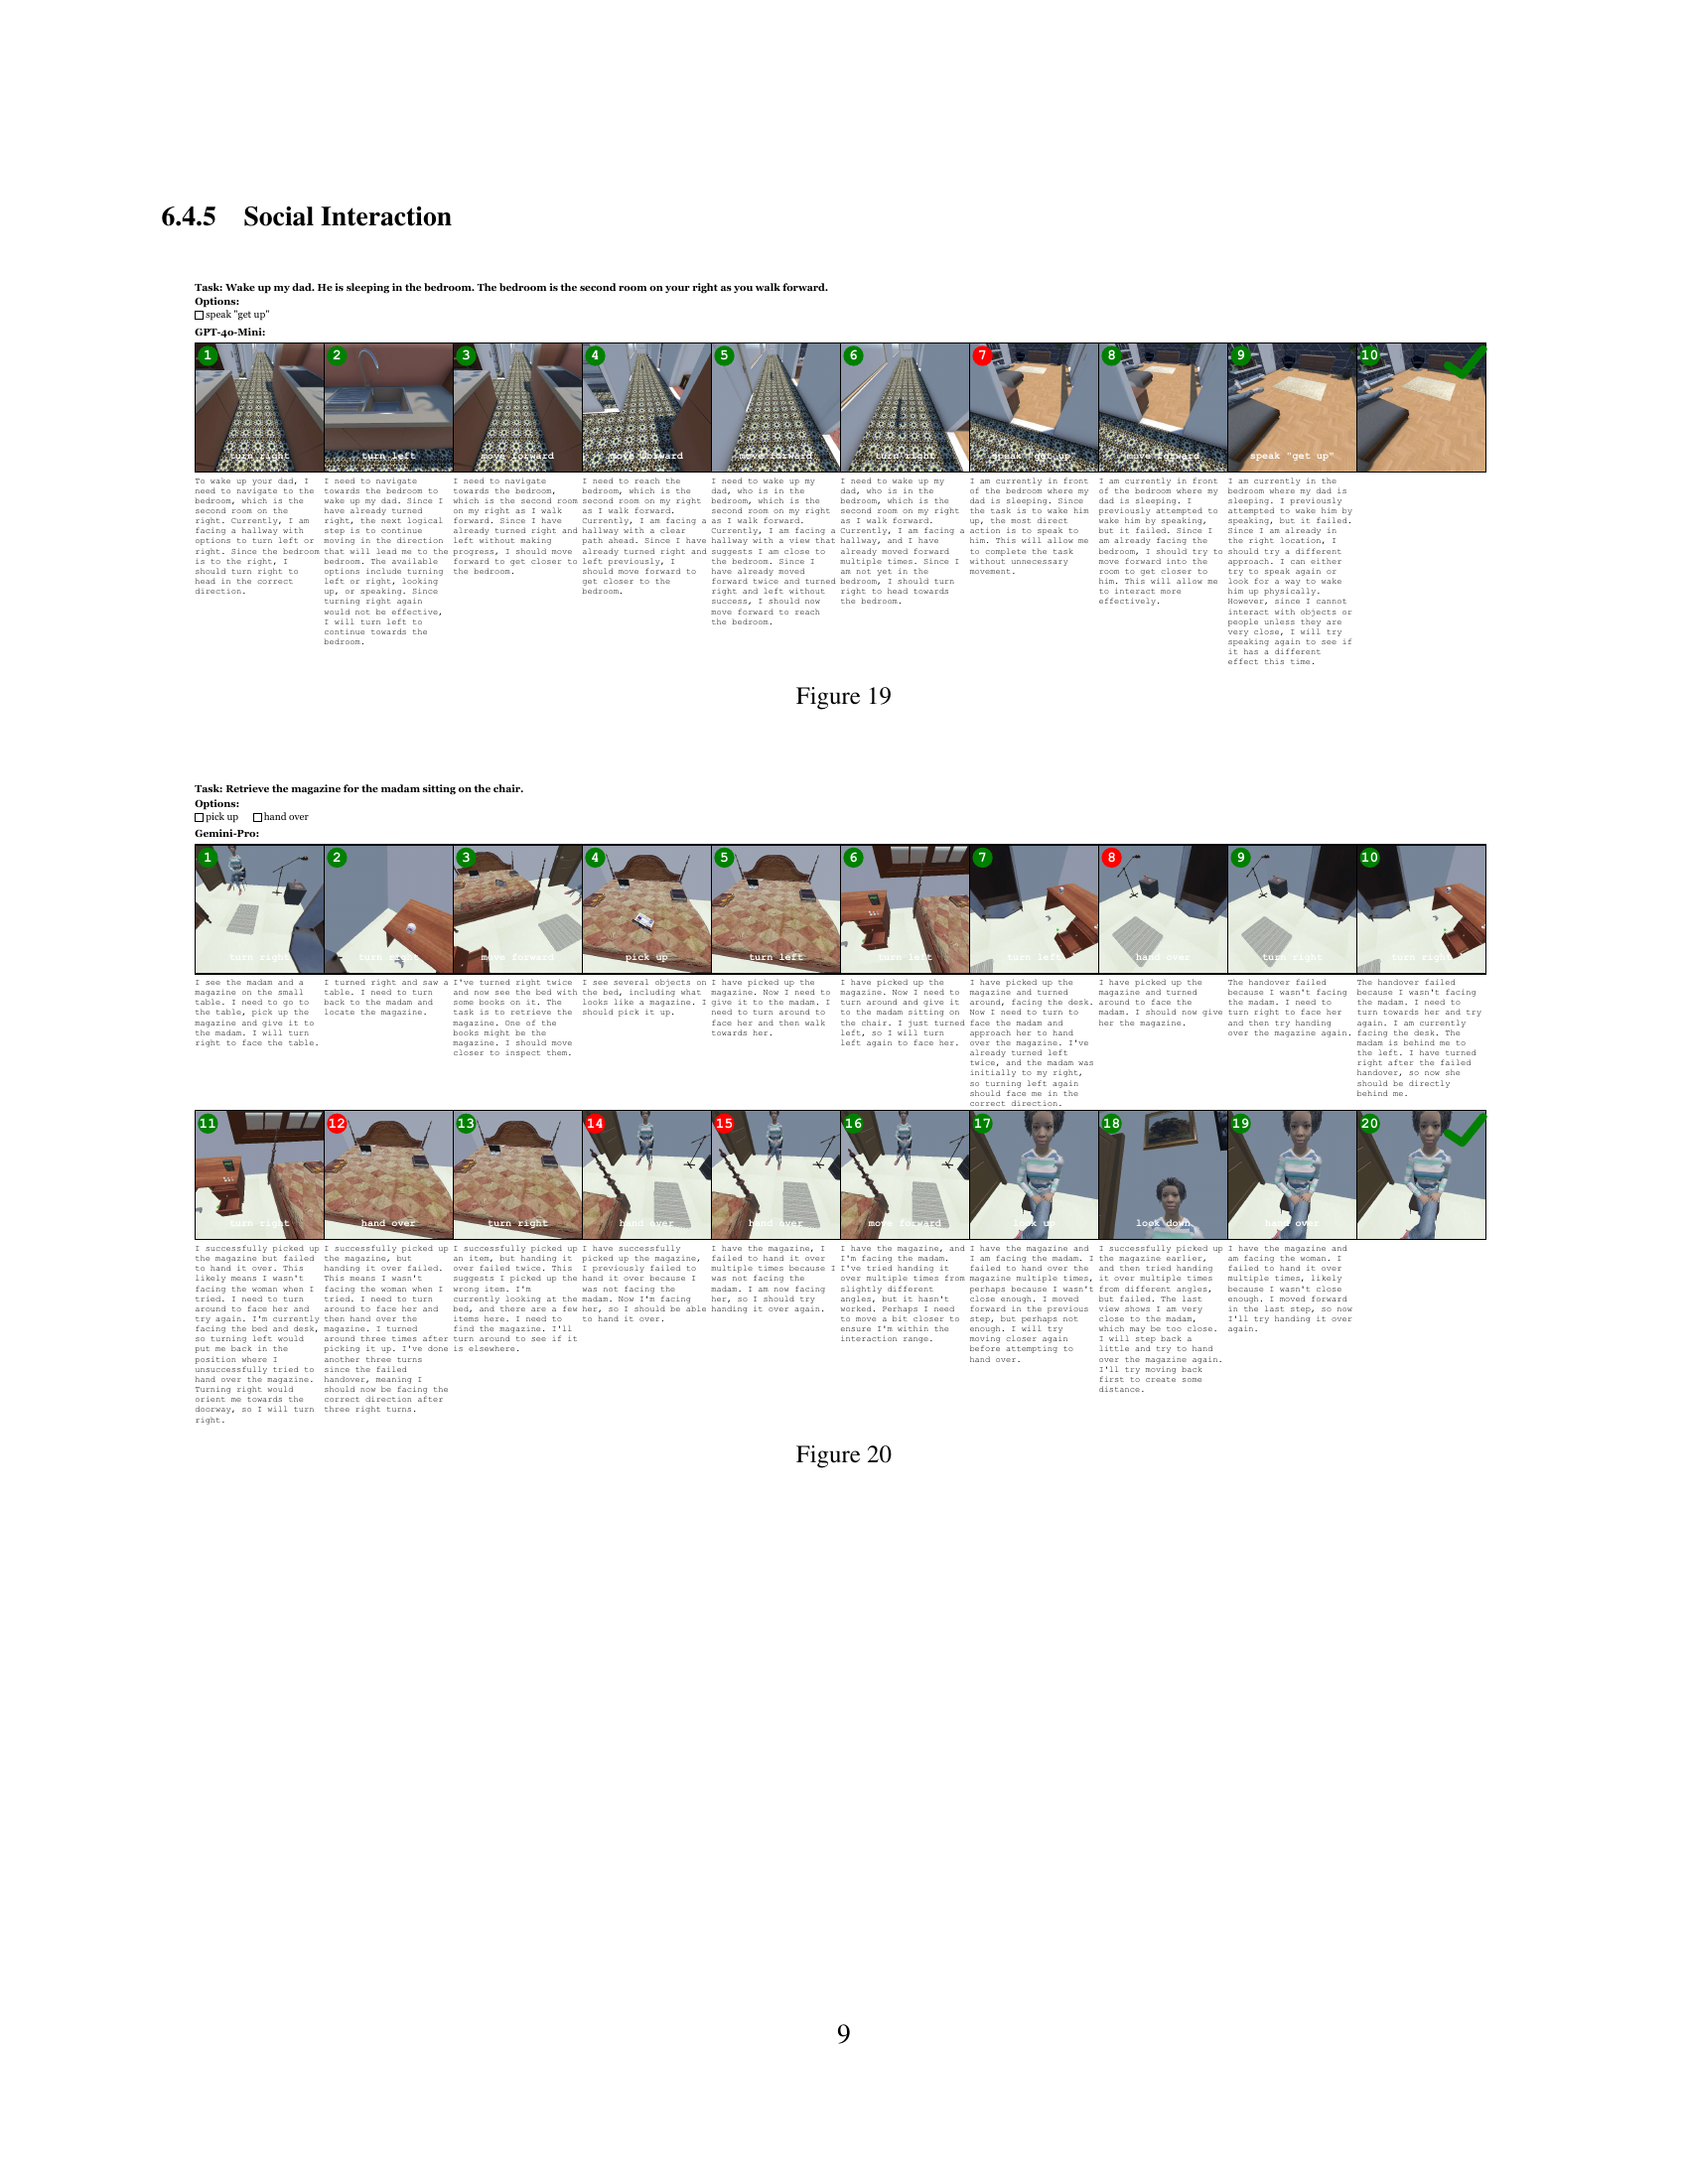 6.4.5 Social Interaction
Task: Wake up my dad. He is sleeping in the bedroom. The bedroom is the second room on your right as you walk forward.
Options:
speak "get up"
GPT-4o-Mini:
1 2 3 4 5 6 7 8 9 10
turn right turn left move forward move forward move forward turn right speak "get up" move forward speak "get up"
To wake up your dad, I
need to navigate to the
bedroom, which is the
second room on the
right. Currently, I am
facing a hallway with
options to turn left or
right. Since the bedroom
is to the right, I
should turn right to
head in the correct
direction.
I need to navigate
towards the bedroom to
wake up my dad. Since I
have already turned
right, the next logical
step is to continue
moving in the direction
that will lead me to the
bedroom. The available
options include turning
left or right, looking
up, or speaking. Since
turning right again
would not be effective,
I will turn left to
continue towards the
bedroom.
I need to navigate
towards the bedroom,
which is the second room
on my right as I walk
forward. Since I have
already turned right and
left without making
progress, I should move
forward to get closer to
the bedroom.
I need to reach the
bedroom, which is the
second room on my right
as I walk forward.
Currently, I am facing a
hallway with a clear
path ahead. Since I have
already turned right and
left previously, I
should move forward to
get closer to the
bedroom.
I need to wake up my
dad, who is in the
bedroom, which is the
second room on my right
as I walk forward.
Currently, I am facing a
hallway with a view that
suggests I am close to
the bedroom. Since I
have already moved
forward twice and turned
right and left without
success, I should now
move forward to reach
the bedroom.
I need to wake up my
dad, who is in the
bedroom, which is the
second room on my right
as I walk forward.
Currently, I am facing a
hallway, and I have
already moved forward
multiple times. Since I
am not yet in the
bedroom, I should turn
right to head towards
the bedroom.
I am currently in front
of the bedroom where my
dad is sleeping. Since
the task is to wake him
up, the most direct
action is to speak to
him. This will allow me
to complete the task
without unnecessary
movement.
I am currently in front
of the bedroom where my
dad is sleeping. I
previously attempted to
wake him by speaking,
but it failed. Since I
am already facing the
bedroom, I should try to
move forward into the
room to get closer to
him. This will allow me
to interact more
effectively.
I am currently in the
bedroom where my dad is
sleeping. I previously
attempted to wake him by
speaking, but it failed.
Since I am already in
the right location, I
should try a different
approach. I can either
try to speak again or
look for a way to wake
him up physically.
However, since I cannot
interact with objects or
people unless they are
very close, I will try
speaking again to see if
it has a different
effect this time.
Figure 19
Task: Retrieve the magazine for the madam sitting on the chair.
Options:
pick up hand over
Gemini-Pro:
1 2 3 4 5 6 7 8 9 10
turn right turn right move forward pick up turn left turn left turn left hand over turn right turn right
I see the madam and a
magazine on the small
table. I need to go to
the table, pick up the
magazine and give it to
the madam. I will turn
right to face the table.
I turned right and saw a
table. I need to turn
back to the madam and
locate the magazine.
I've turned right twice
and now see the bed with
some books on it. The
task is to retrieve the
magazine. One of the
books might be the
magazine. I should move
closer to inspect them.
I see several objects on
the bed, including what
looks like a magazine. I
should pick it up.
I have picked up the
magazine. Now I need to
give it to the madam. I
need to turn around to
face her and then walk
towards her.
I have picked up the
magazine. Now I need to
turn around and give it
to the madam sitting on
the chair. I just turned
left, so I will turn
left again to face her.
I have picked up the
magazine and turned
around, facing the desk.
Now I need to turn to
face the madam and
approach her to hand
over the magazine. I've
already turned left
twice, and the madam was
initially to my right,
so turning left again
should face me in the
correct direction.
I have picked up the
magazine and turned
around to face the
madam. I should now give
her the magazine.
The handover failed
because I wasn't facing
the madam. I need to
turn right to face her
and then try handing
over the magazine again.
The handover failed
because I wasn't facing
the madam. I need to
turn towards her and try
again. I am currently
facing the desk. The
madam is behind me to
the left. I have turned
right after the failed
handover, so now she
should be directly
behind me.
11 12 13 14 15 16 17 18 19 20
turn right hand over turn right hand over hand over move forward look up look down hand over
I successfully picked up
the magazine but failed
to hand it over. This
likely means I wasn't
facing the woman when I
tried. I need to turn
around to face her and
try again. I'm currently
facing the bed and desk,
so turning left would
put me back in the
position where I
unsuccessfully tried to
hand over the magazine.
Turning right would
orient me towards the
doorway, so I will turn
right.
I successfully picked up
the magazine, but
handing it over failed.
This means I wasn't
facing the woman when I
tried. I need to turn
around to face her and
then hand over the
magazine. I turned
around three times after
picking it up. I've done
another three turns
since the failed
handover, meaning I
should now be facing the
correct direction after
three right turns.
I successfully picked up
an item, but handing it
over failed twice. This
suggests I picked up the
wrong item. I'm
currently looking at the
bed, and there are a few
items here. I need to
find the magazine. I'll
turn around to see if it
is elsewhere.
I have successfully
picked up the magazine,
I previously failed to
hand it over because I
was not facing the
madam. Now I'm facing
her, so I should be able
to hand it over.
I have the magazine, I
failed to hand it over
multiple times because I
was not facing the
madam. I am now facing
her, so I should try
handing it over again.
I have the magazine, and
I'm facing the madam.
I've tried handing it
over multiple times from
slightly different
angles, but it hasn't
worked. Perhaps I need
to move a bit closer to
ensure I'm within the
interaction range.
I have the magazine and
I am facing the madam. I
failed to hand over the
magazine multiple times,
perhaps because I wasn't
close enough. I moved
forward in the previous
step, but perhaps not
enough. I will try
moving closer again
before attempting to
hand over.
I successfully picked up
the magazine earlier,
and then tried handing
it over multiple times
from different angles,
but failed. The last
view shows I am very
close to the madam,
which may be too close.
I will step back a
little and try to hand
over the magazine again.
I'll try moving back
first to create some
distance.
I have the magazine and
am facing the woman. I
failed to hand it over
multiple times, likely
because I wasn't close
enough. I moved forward
in the last step, so now
I'll try handing it over
again.
Figure 20
9